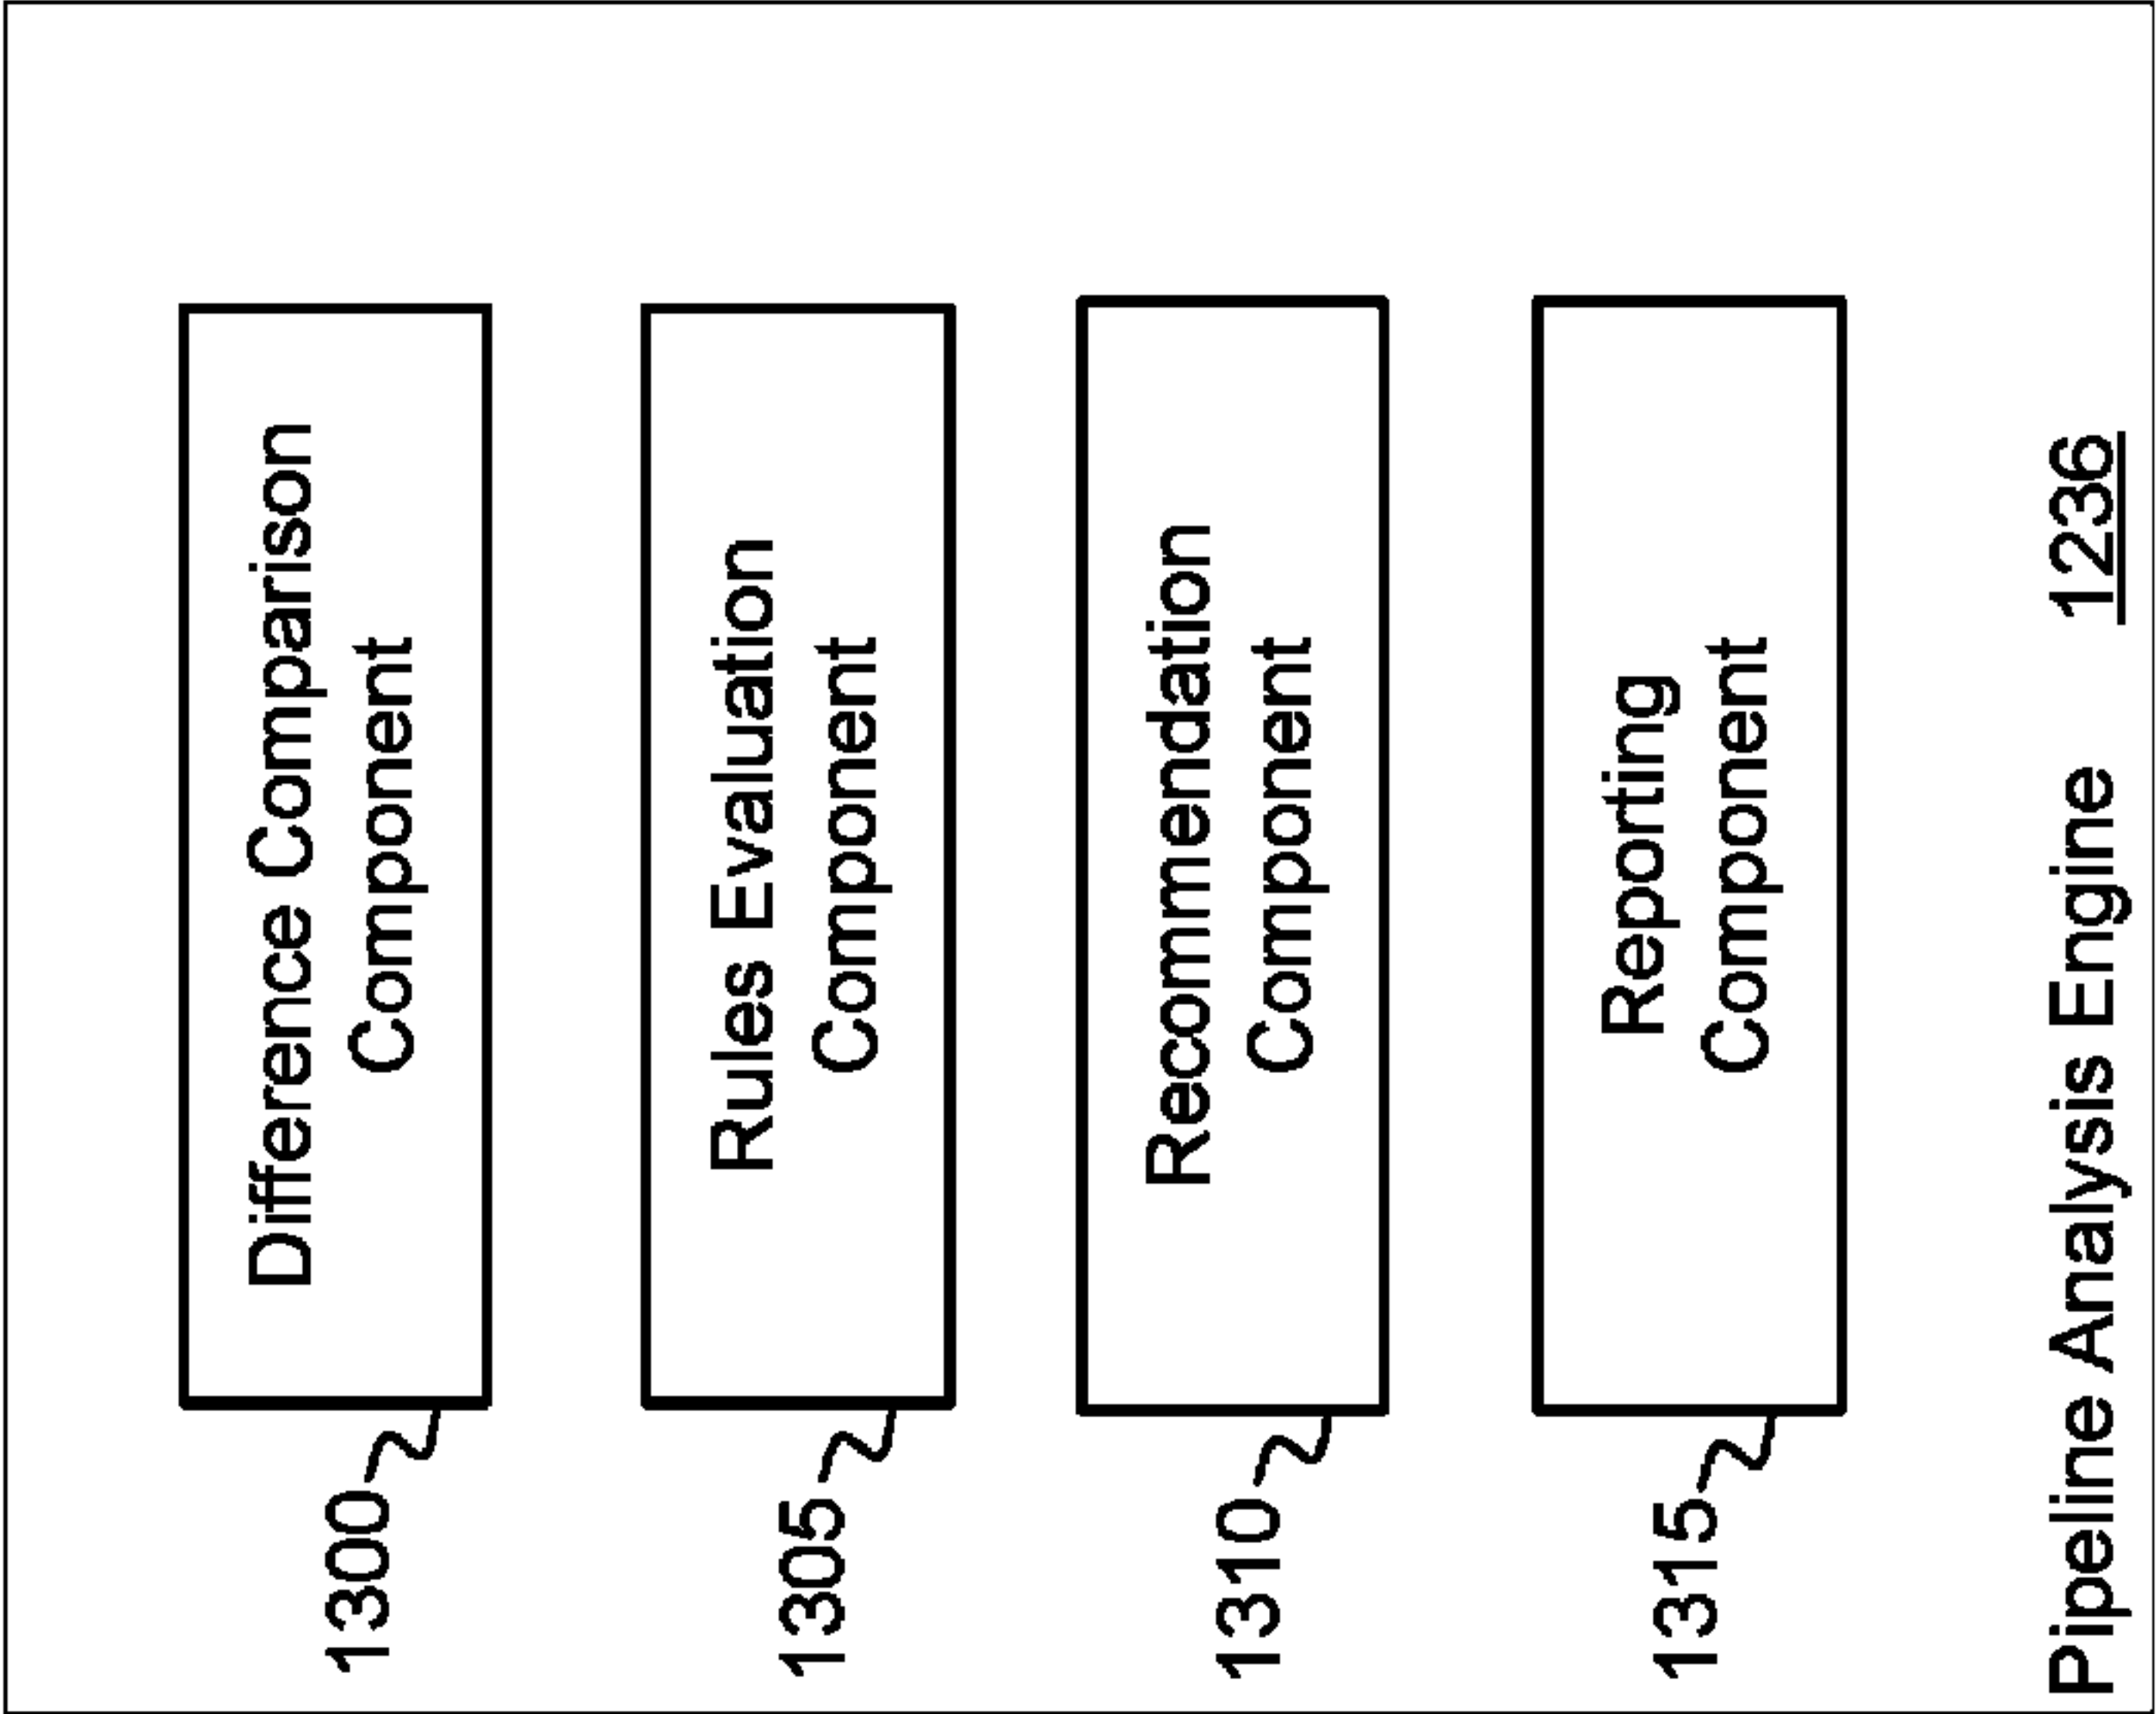 Difference Comparison
Component
1300
Rules Evaluation
Component
1305
Recommendation
Component
1310
Reporting
Component
1315
Pipeline Analysis Engine 1236